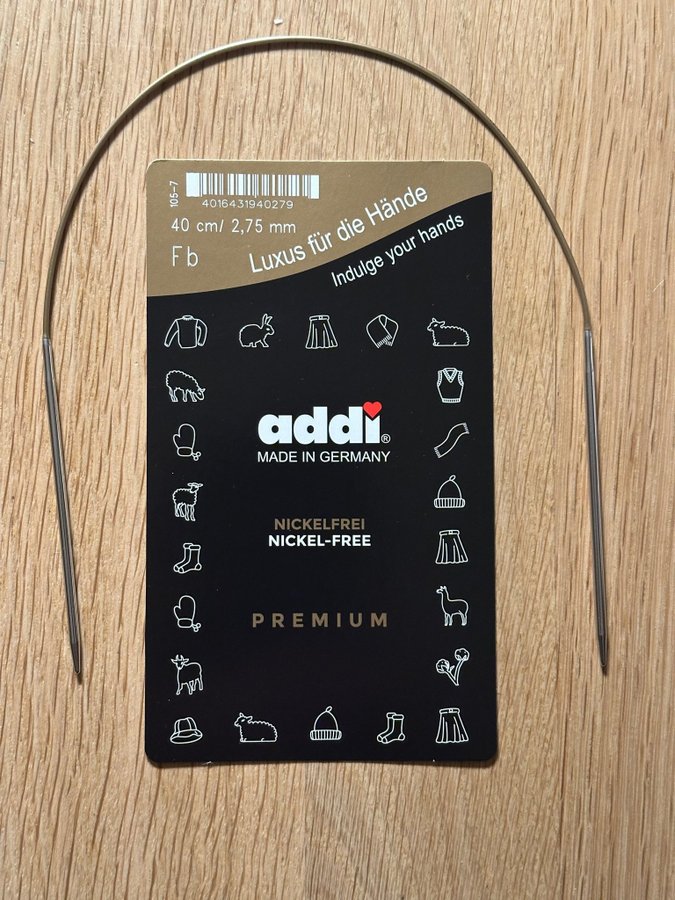 105-7
4016431940279
40 cm/ 2,75 mm
Fb
Luxus für die Hände
Indulge your hands
addi®
MADE IN GERMANY
NICKELFREI
NICKEL-FREE
PREMIUM